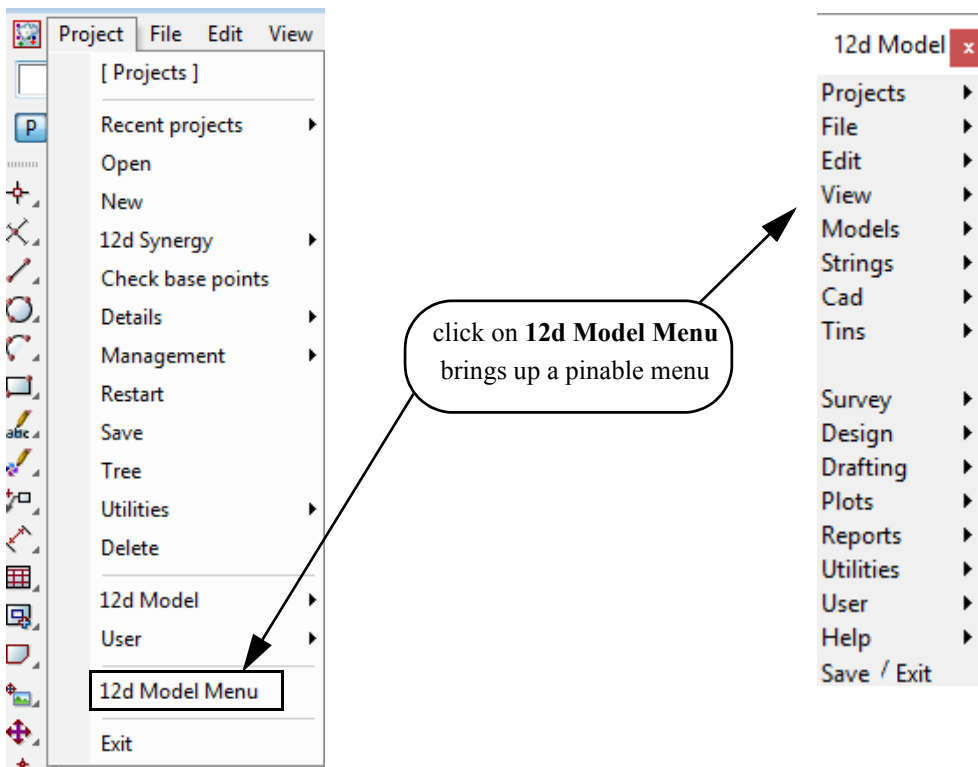 Project File Edit View
[ Projects ]
P
Recent projects
Open
New
12d Synergy
Check base points
Details
Management
Restart
Save
abc
Tree
Utilities
Delete
12d Model
User
12d Model Menu
Exit
click on 12d Model Menu
brings up a pinable menu
12d Model x
Projects
File
Edit
View
Models
Strings
Cad
Tins
Survey
Design
Drafting
Plots
Reports
Utilities
User
Help
Save / Exit